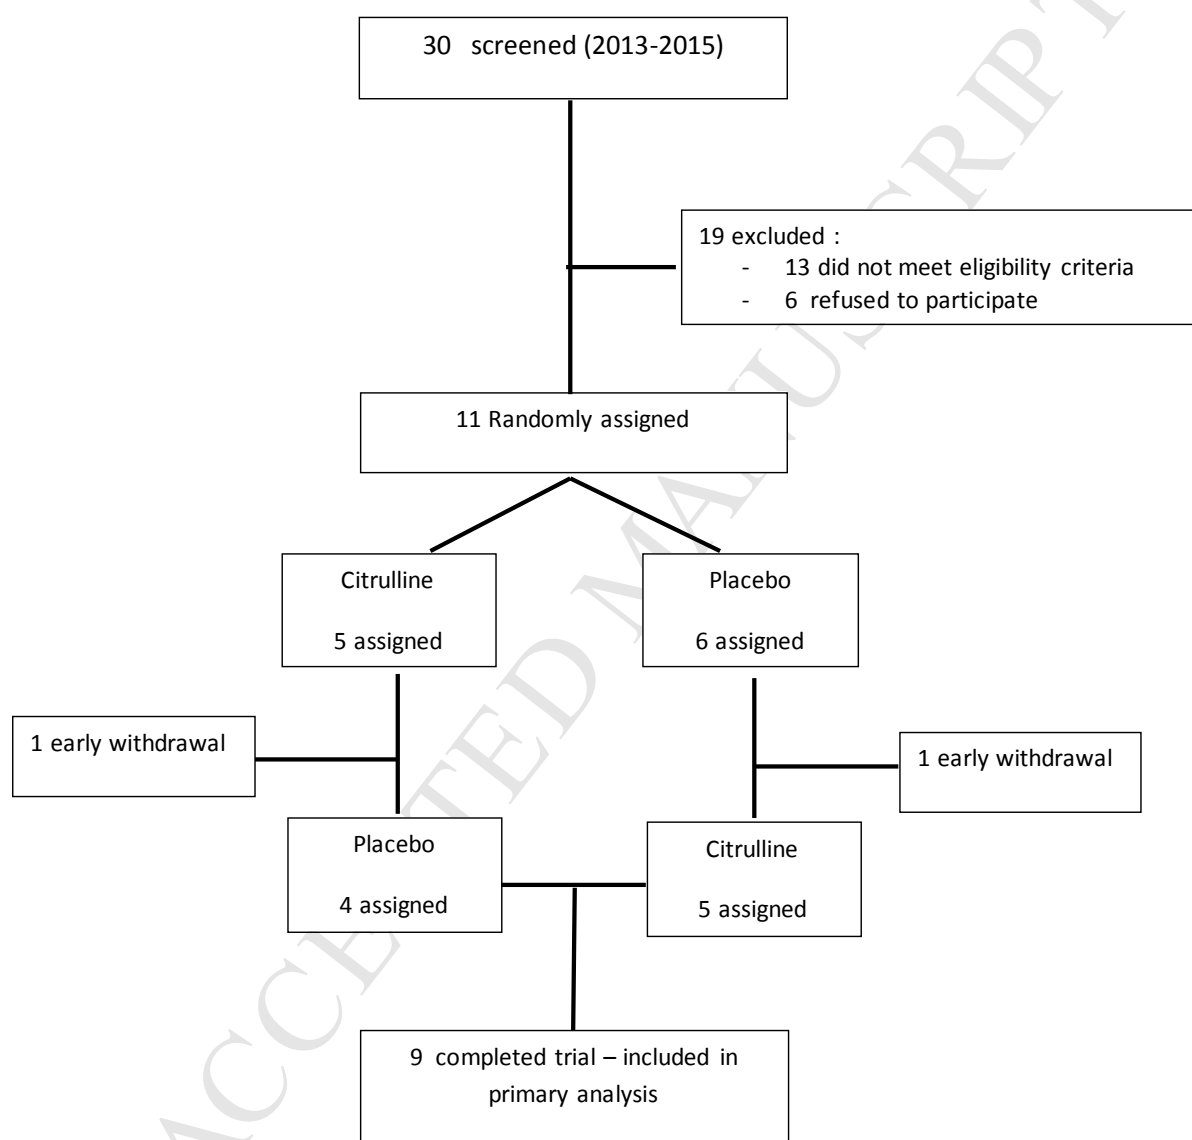 30 screened (2013-2015)
19 excluded :
- 13 did not meet eligibility criteria
- 6 refused to participate
11 Randomly assigned
Citrulline
5 assigned
Placebo
6 assigned
1 early withdrawal
1 early withdrawal
Placebo
4 assigned
Citrulline
5 assigned
9 completed trial – included in
primary analysis
ACCEPTED MANUSCRIPT